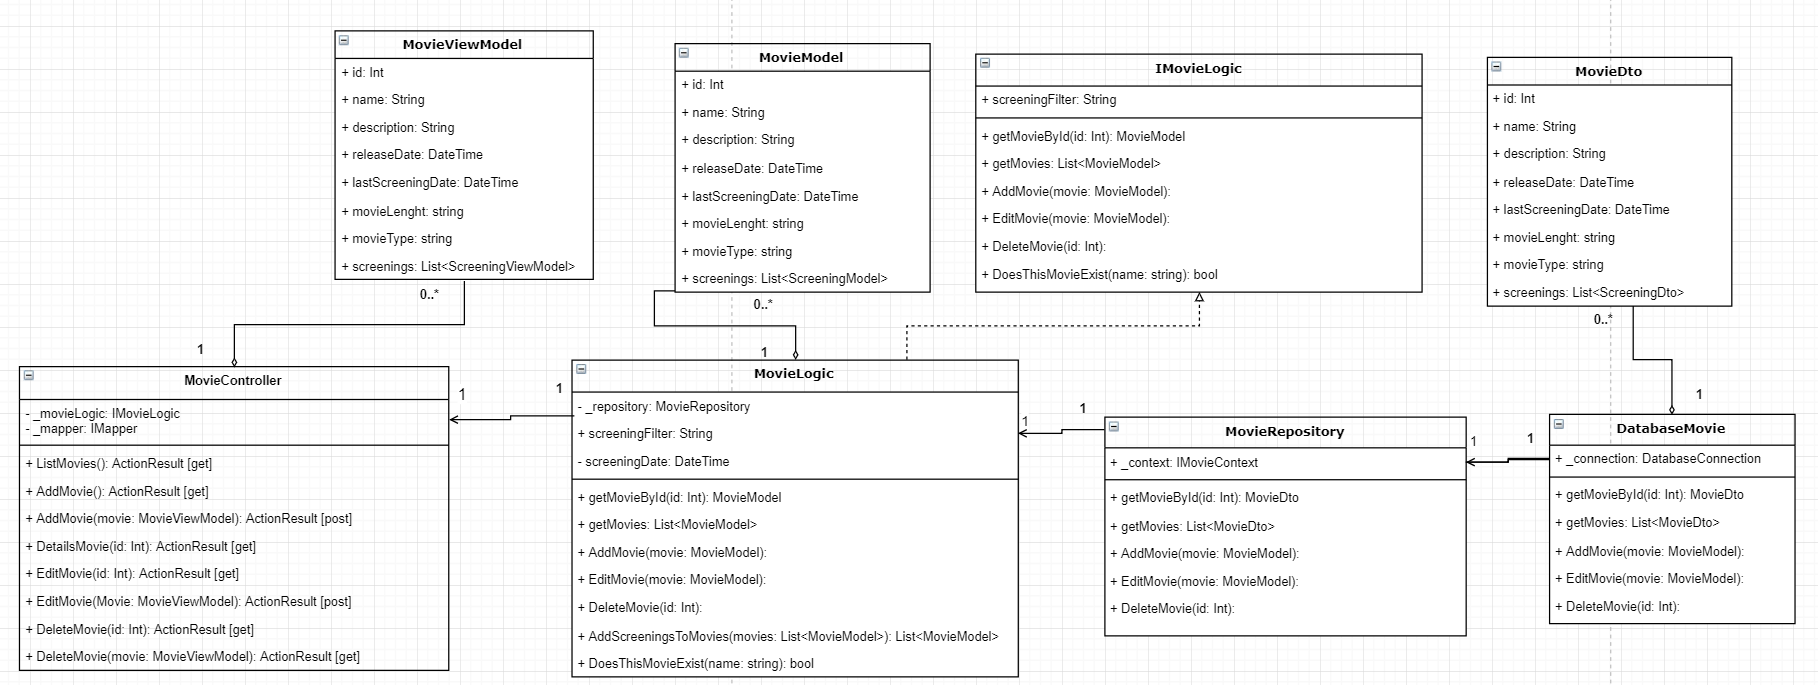 MovieViewModel
+ id: Int
+ name: String
+ description: String
+ releaseDate: DateTime
+ lastScreeningDate: DateTime
+ movieLenght: string
+ movieType: string
+ screenings: List<ScreeningViewModel>
0..*
1
MovieModel
+ id: Int
+ name: String
+ description: String
+ releaseDate: DateTime
+ lastScreeningDate: DateTime
+ movieLenght: string
+ movieType: string
+ screenings: List<ScreeningModel>
0..*
1
IMovieLogic
+ screeningFilter: String
+ getMovieById(id: Int): MovieModel
+ getMovies: List<MovieModel>
+ AddMovie(movie: MovieModel):
+ EditMovie(movie: MovieModel):
+ DeleteMovie(id: Int):
+ DoesThisMovieExist(name: string): bool
MovieDto
+ id: Int
+ name: String
+ description: String
+ releaseDate: DateTime
+ lastScreeningDate: DateTime
+ movieLenght: string
+ movieType: string
+ screenings: List<ScreeningDto>
0..*
1
MovieController
- _movieLogic: IMovieLogic
- _mapper: IMapper
+ ListMovies(): ActionResult [get]
+ AddMovie(): ActionResult [get]
+ AddMovie(movie: MovieViewModel): ActionResult [post]
+ DetailsMovie(id: Int): ActionResult [get]
+ EditMovie(id: Int): ActionResult [get]
+ EditMovie(Movie: MovieViewModel): ActionResult [post]
+ DeleteMovie(id: Int): ActionResult [get]
+ DeleteMovie(movie: MovieViewModel): ActionResult [get]
1
1
MovieLogic
- _repository: MovieRepository
+ screeningFilter: String
- screeningDate: DateTime
+ getMovieById(id: Int): MovieModel
+ getMovies: List<MovieModel>
+ AddMovie(movie: MovieModel):
+ EditMovie(movie: MovieModel):
+ DeleteMovie(id: Int):
+ AddScreeningsToMovies(movies: List<MovieModel>): List<MovieModel>
+ DoesThisMovieExist(name: string): bool
1
1
MovieRepository
+ _context: IMovieContext
+ getMovieById(id: Int): MovieDto
+ getMovies: List<MovieDto>
+ AddMovie(movie: MovieModel):
+ EditMovie(movie: MovieModel):
+ DeleteMovie(id: Int):
1
1
DatabaseMovie
+ _connection: DatabaseConnection
+ getMovieById(id: Int): MovieDto
+ getMovies: List<MovieDto>
+ AddMovie(movie: MovieModel):
+ EditMovie(movie: MovieModel):
+ DeleteMovie(id: Int):